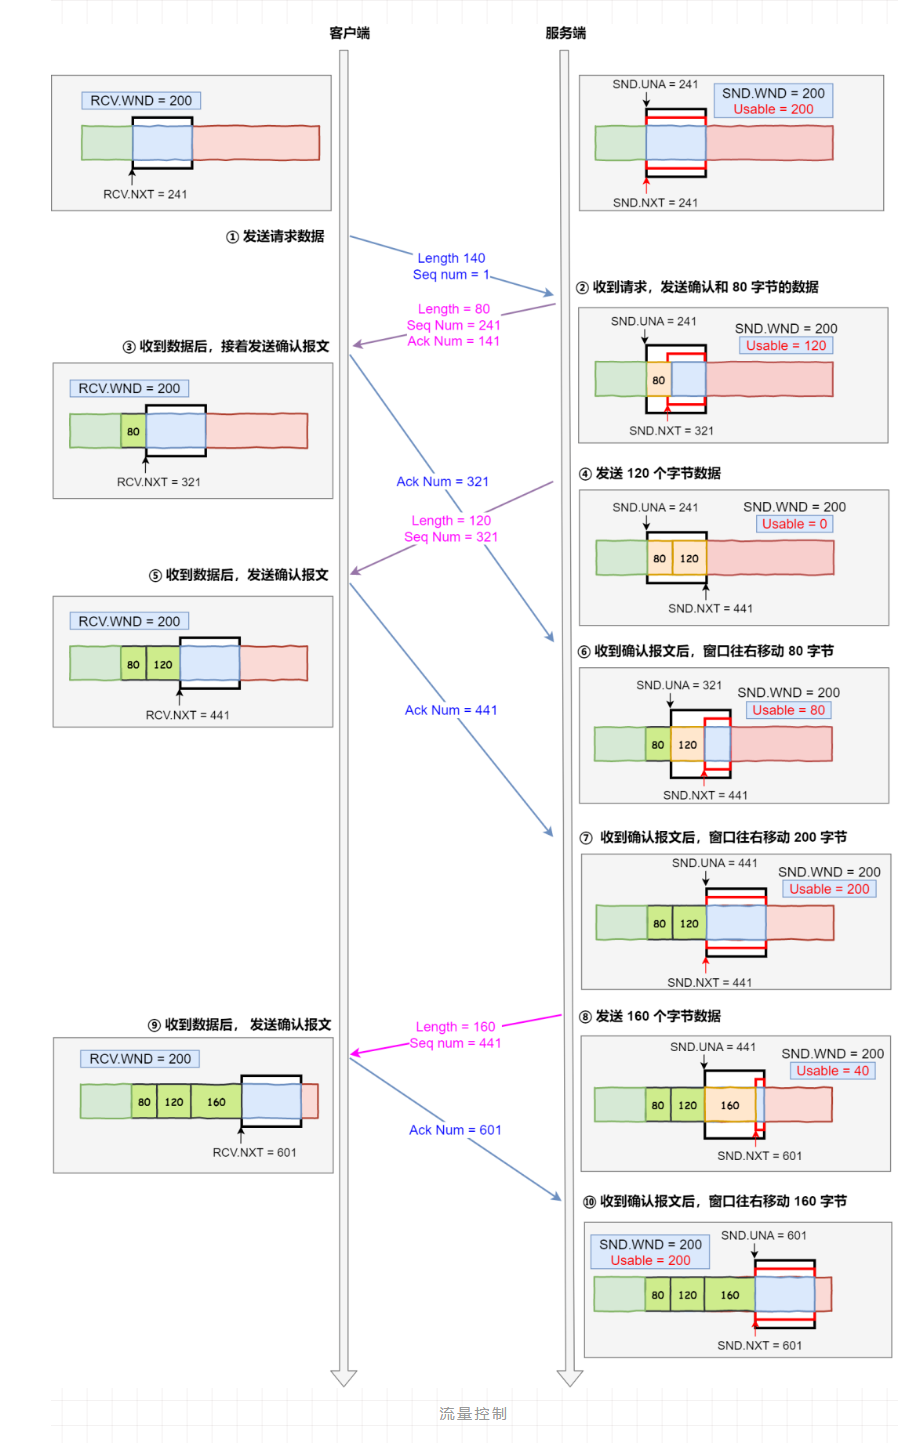 客户端
服务端
RCV.WND = 200
RCV.NXT = 241
SND.UNA = 241
SND.WND = 200
Usable = 200
SND.NXT = 241
① 发送请求数据
Length 140
Seq num = 1
② 收到请求，发送确认和 80 字节的数据
Length = 80
Seq Num = 241
Ack Num = 141
SND.UNA = 241
SND.WND = 200
Usable = 120
80
SND.NXT = 321
③ 收到数据后，接着发送确认报文
RCV.WND = 200
80
RCV.NXT = 321
Ack Num = 321
④ 发送 120 个字节数据
Length = 120
Seq Num = 321
SND.UNA = 241
SND.WND = 200
Usable = 0
80
120
SND.NXT = 441
⑤ 收到数据后，发送确认报文
RCV.WND = 200
80
120
RCV.NXT = 441
Ack Num = 441
⑥ 收到确认报文后，窗口往右移动 80 字节
SND.UNA = 321
SND.WND = 200
Usable = 80
80
120
SND.NXT = 441
⑦ 收到确认报文后，窗口往右移动 200 字节
SND.UNA = 441
SND.WND = 200
Usable = 200
80
120
SND.NXT = 441
⑧ 发送 160 个字节数据
Length = 160
Seq num = 441
SND.UNA = 441
SND.WND = 200
Usable = 40
80
120
160
SND.NXT = 601
⑨ 收到数据后， 发送确认报文
RCV.WND = 200
80
120
160
RCV.NXT = 601
Ack Num = 601
⑩ 收到确认报文后，窗口往右移动 160 字节
SND.UNA = 601
SND.WND = 200
Usable = 200
80
120
160
SND.NXT = 601
流量控制